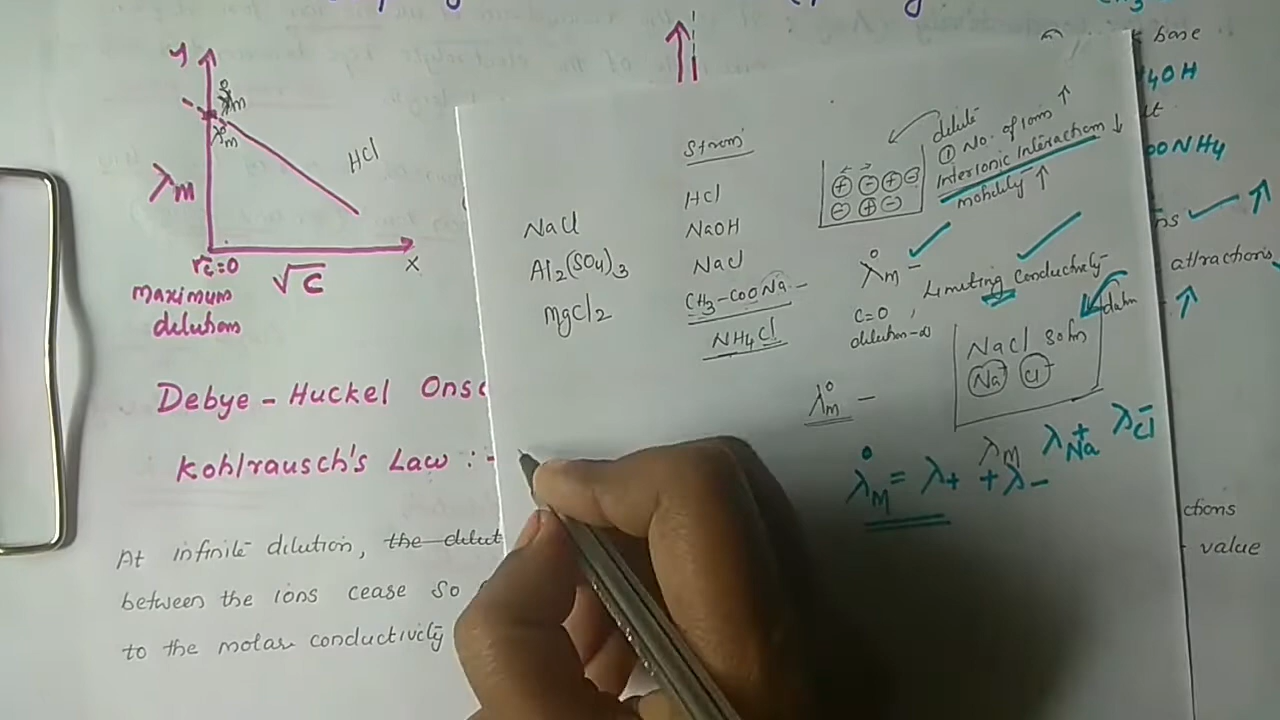 y
λ°m
λ°m
HCl
λm
√c=0
√C
X
maximum
dilution
Debye - Huckel Ons
Kohlrausch's Law :-
At infinite dilution, the dilut
between the ions cease so
to the molar conductivity
Strong
HCl
NaOH
NaCl
CH3-COONa -
NH4Cl
NaCl
Al2(SO4)3
MgCl2
dilute
① No. of ions ↑
Interionic Interaction ↓
mobility ↑
+ - + -
- + -
λ°m - Limiting Conductivity
C=0,
dilution-∞
NaCl soln
Na+ Cl
λ°m -
λm λ+Na λ-Cl
λ°m = λ+ + λ-
base
4OH
OONH4
ns ↑
attractions
↑
ctions
value